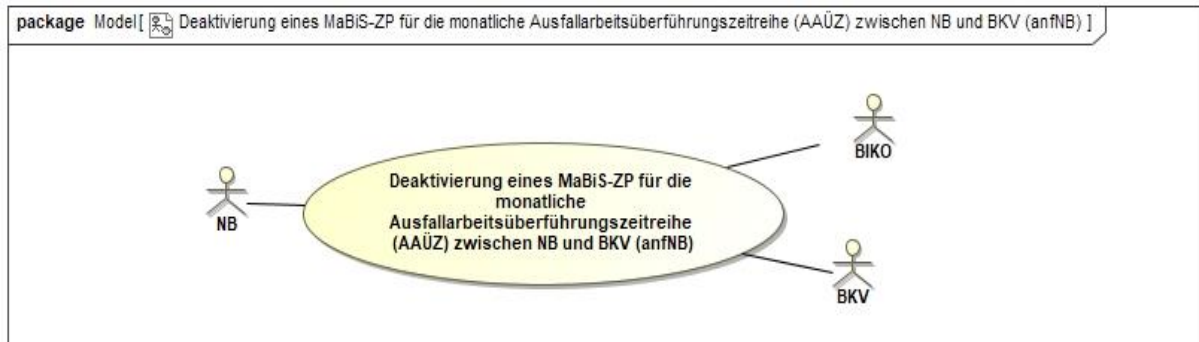 package Model[ Deaktivierung eines MaBiS-ZP für die monatliche Ausfallarbeitsüberführungszeitreihe (AAÜZ) zwischen NB und BKV (anfNB) ]
BIKO
Deaktivierung eines MaBiS-ZP für die
monatliche
Ausfallarbeitsüberführungszeitreihe
(AAÜZ) zwischen NB und BKV (anfNB)
NB
BKV